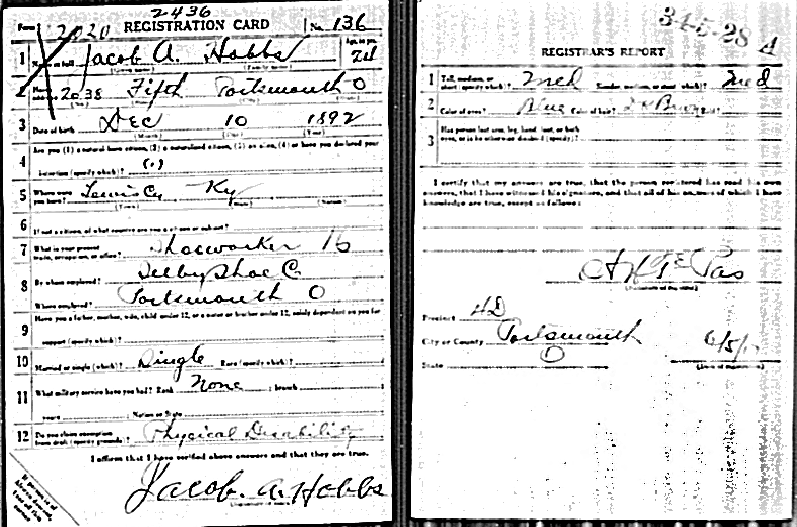 2436
Form 1 2020 REGISTRATION CARD No. 136
1 Name in full Jacob A. Hobbs Age, in yrs. 24
2 Home address 2038 Fifth Portsmouth O
3 Date of birth Dec 10 1892
(Month) (Day) (Year)
4 Are you (1) a natural-born citizen, (2) a naturalized citizen, (3) an alien, (4) or have you declared your
intention (specify which)? (1)
5 Where were you born? Lewis Cy Ky
(Town) (State) (Nation)
6 If not a citizen, of what country are you a citizen or subject?
7 What is your present trade, occupation, or office? Shoeworker 16
8 By whom employed? Selby Shoe C.
Where employed? Portsmouth O
9 Have you a father, mother, wife, child under 12, or a sister or brother under 12, solely dependent on you for
support (specify which)?
10 Married or single (which)? Single Race (specify which)?
11 What military service have you had? Rank None ; branch
years ; Nation or State
12 Do you claim exemption from draft (specify grounds)? Physical Disability
I affirm that I have verified above answers and that they are true.
Jacob. A. Hobbs
34-5-28 A
REGISTRAR'S REPORT
1 Tall, medium, or short (specify which)? Med Slender, medium, or stout (which)? Med
2 Color of eyes? Blue Color of hair? Bald?
3 Has person lost arm, leg, hand, foot, or both
eyes, or is he otherwise disabled (specify)?
I certify that my answers are true, that the person registered has read his own
answers, that I have witnessed his signature, and that all of his answers of which I have
knowledge are true, except as follows:
(Signature of registrar)
Precinct 4D
City or County Portsmouth 6/5/17
State O (Date of registration)